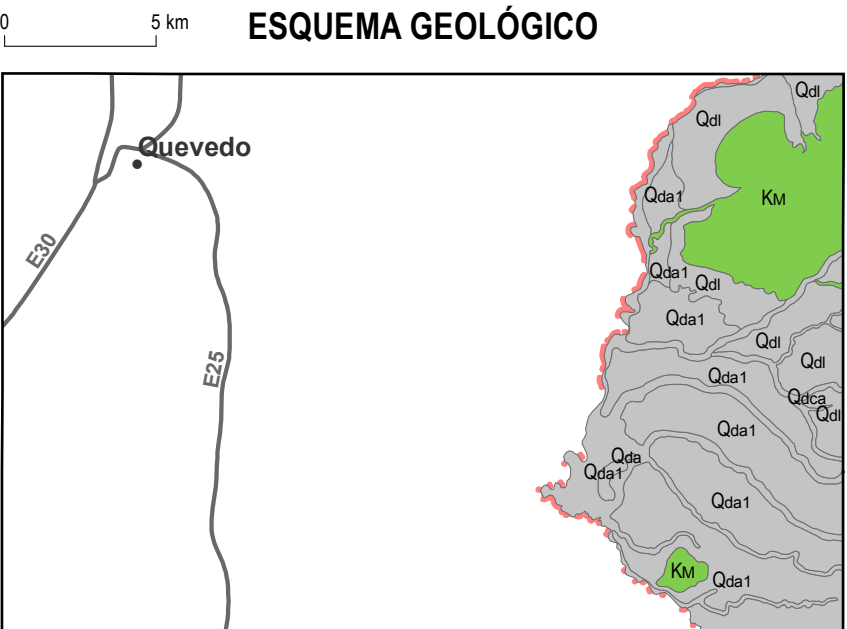 0 5 km
ESQUEMA GEOLÓGICO
Qdl
Qdl
Quevedo
Qda1
KM
E30
Qda1
Qdl
Qda1
Qdl
Qdl
E25
Qda1
Qdca
Qdl
Qda1
Qda
Qda1
Qda1
KM
Qda1